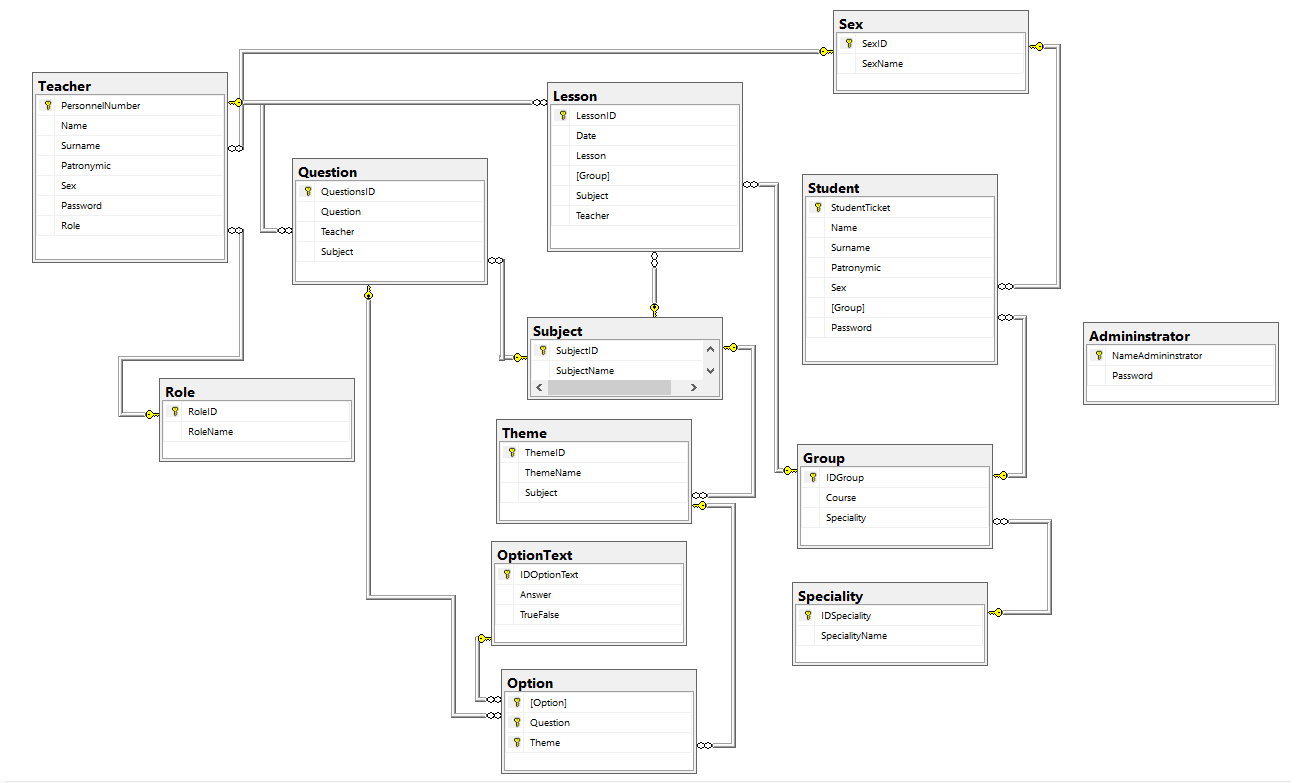 Sex
SexID
SexName
Teacher
PersonnelNumber
Name
Surname
Patronymic
Sex
Password
Role
Lesson
LessonID
Date
Lesson
[Group]
Subject
Teacher
Question
QuestionsID
Question
Teacher
Subject
Student
StudentTicket
Name
Surname
Patronymic
Sex
[Group]
Password
Subject
SubjectID
SubjectName
Admininstrator
NameAdmininstrator
Password
Role
RoleID
RoleName
Theme
ThemeID
ThemeName
Subject
Group
IDGroup
Course
Speciality
OptionText
IDOptionText
Answer
TrueFalse
Speciality
IDSpeciality
SpecialityName
Option
[Option]
Question
Theme